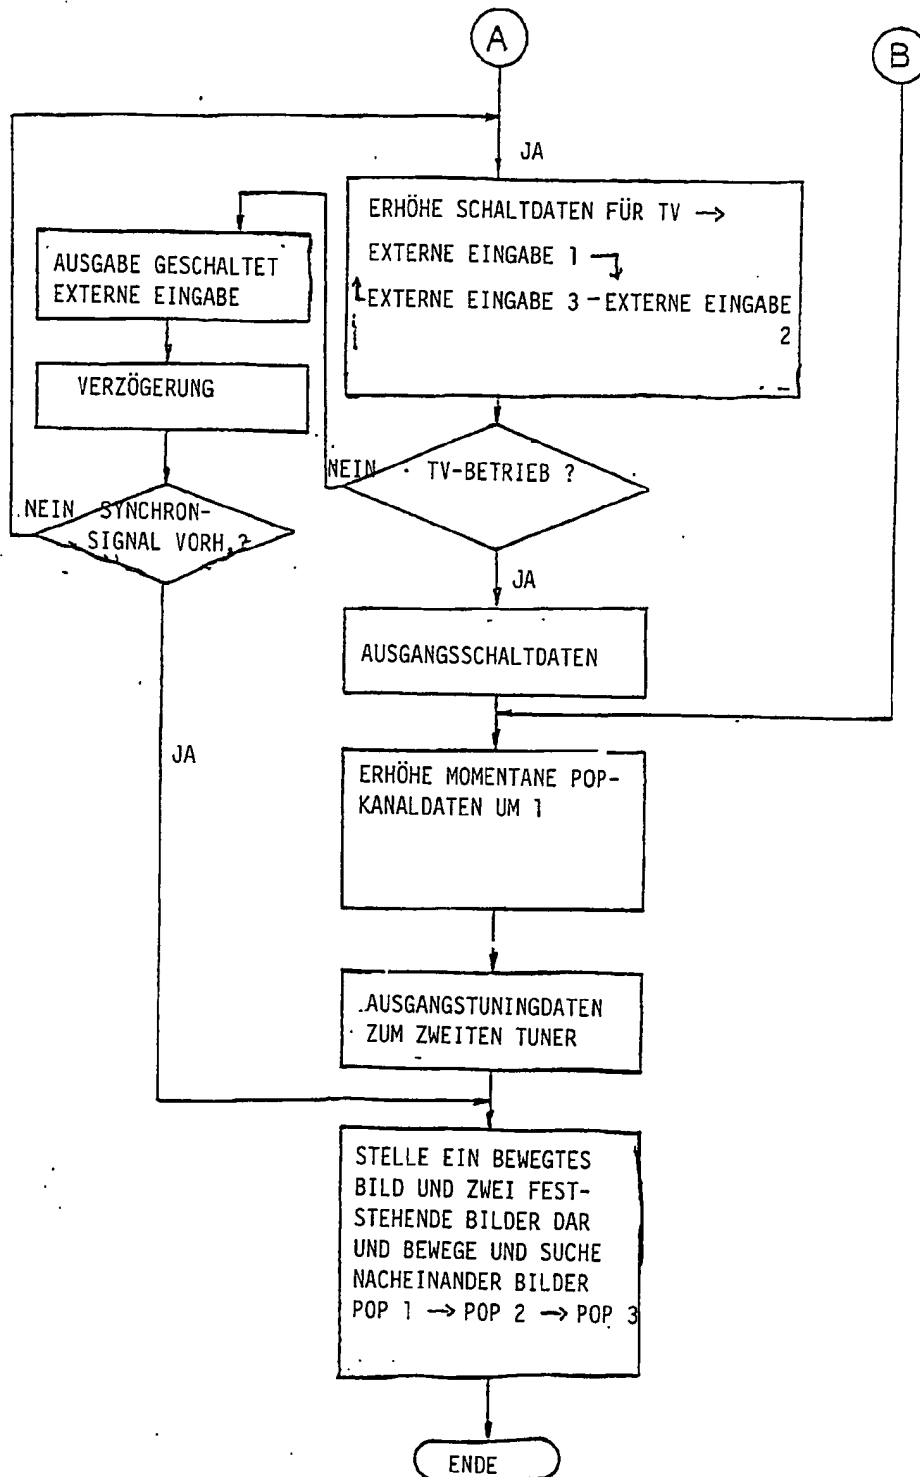 A
B
JA
ERHÖHE SCHALTDATEN FÜR TV →
EXTERNE EINGABE 1
EXTERNE EINGABE 3 – EXTERNE EINGABE
2
AUSGABE GESCHALTET
EXTERNE EINGABE
VERZÖGERUNG
NEIN
TV-BETRIEB ?
NEIN
SYNCHRON-
SIGNAL VORH. ?
JA
AUSGANGSSCHALTDATEN
JA
ERHÖHE MOMENTANE POP-
KANALDATEN UM 1
AUSGANGSTUNINGDATEN
ZUM ZWEITEN TUNER
STELLE EIN BEWEGTES
BILD UND ZWEI FEST-
STEHENDE BILDER DAR
UND BEWEGE UND SUCHE
NACHEINANDER BILDER
POP 1 → POP 2 → POP 3
ENDE